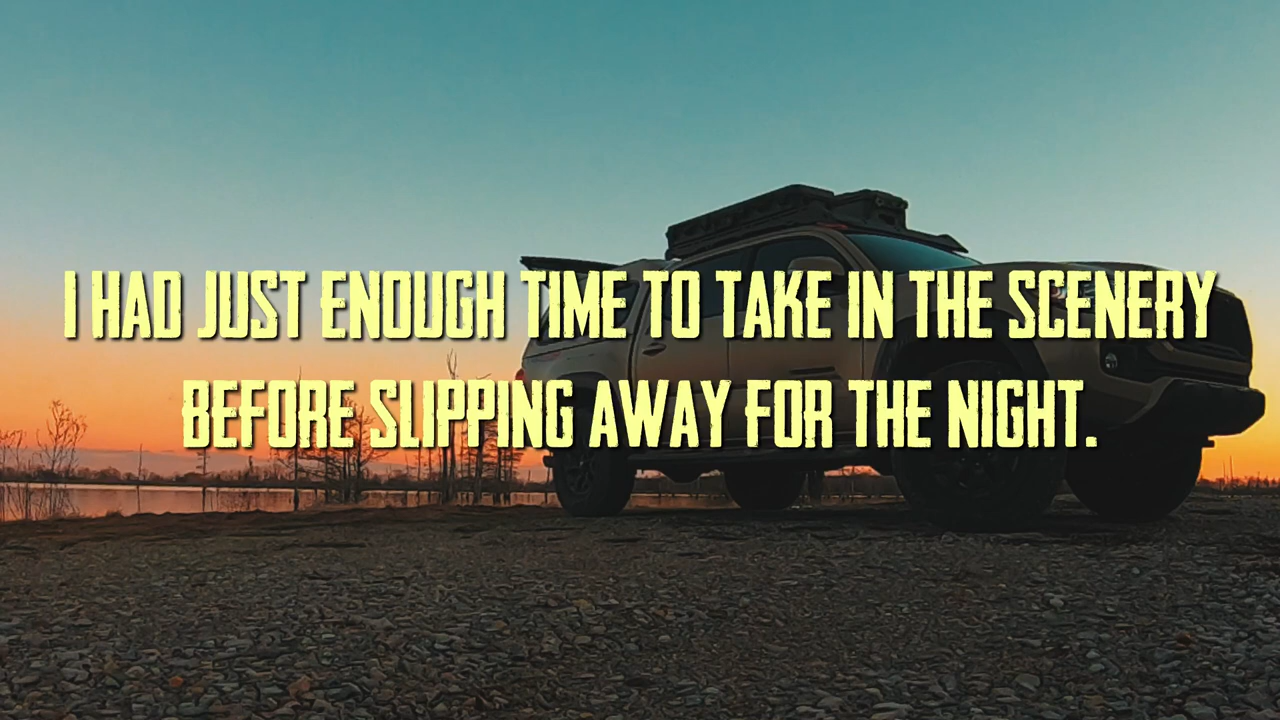 I HAD JUST ENOUGH TIME TO TAKE IN THE SCENERY
BEFORE SLIPPING AWAY FOR THE NIGHT.